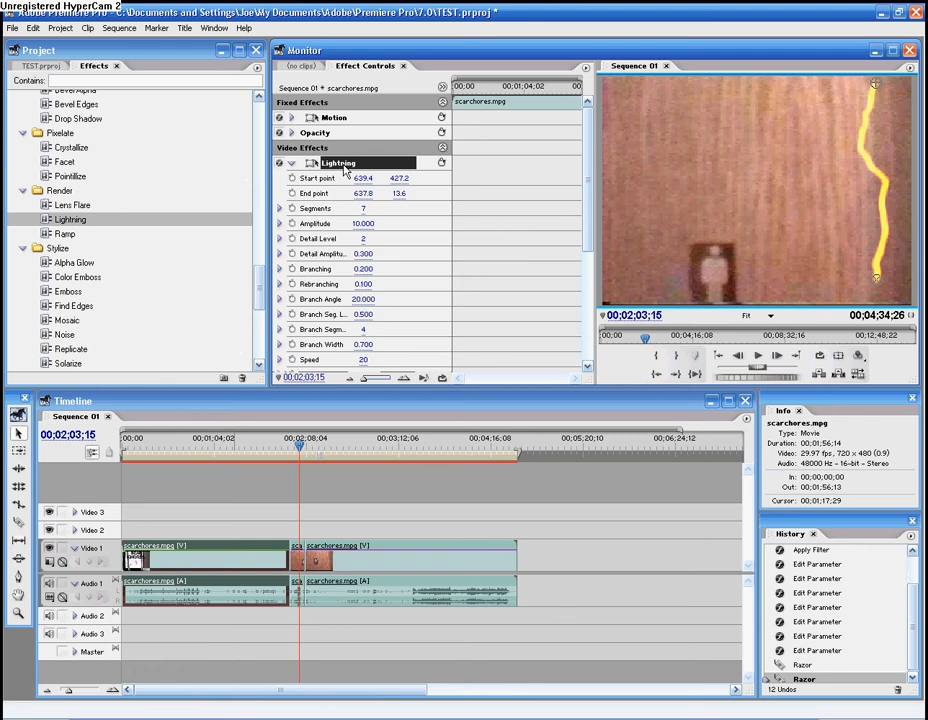 Unregistered HyperCam 2
Adobe Premiere Pro - C:\Documents and Settings\Joe\My Documents\Adobe\Premiere Pro\7.0\TEST.prproj *
File Edit Project Clip Sequence Marker Title Window Help
Project
TEST.prproj Effects
Contains:
Bevel Alpha
Bevel Edges
Drop Shadow
Pixelate
Crystallize
Facet
Pointillize
Render
Lens Flare
Lightning
Ramp
Stylize
Alpha Glow
Color Emboss
Emboss
Find Edges
Mosaic
Noise
Replicate
Solarize
Monitor
(no clips) Effect Controls
Sequence 01 * scarchores.mpg
:00;00 00;01;04;02 00;
Fixed Effects
scarchores.mpg
Motion
Opacity
Video Effects
Lightning
Start point 639.4 427.2
End point 637.8 13.6
Segments 7
Amplitude 10.000
Detail Level 2
Detail Amplitu... 0.300
Branching 0.200
Rebranching 0.100
Branch Angle 20.000
Branch Seg. L... 0.500
Branch Segm... 4
Branch Width 0.700
Speed 20
00;02;03;15
Sequence 01
00;02;03;15 Fit 00;04;34;26
00;00 00;04;16;08 00;08;32;16 00;12;48;22
Timeline
Sequence 01
00;02;03;15
:00;00 00;01;04;02 00;02;08;04 00;03;12;06 00;04;16;08 00;05;20;10 00;06;24;12
Video 3
Video 2
Video 1
scarchores.mpg [V] sca scarchores.mpg [V]
Audio 1
scarchores.mpg [A] sca scarchores.mpg [A]
Audio 2
Audio 3
Master
Info
scarchores.mpg
Type: Movie
Duration: 00;01;56;14
Video: 29.97 fps, 720 x 480 (0.9)
Audio: 48000 Hz - 16-bit - Stereo
In: 00;00;00;00
Out: 00;01;56;13
Cursor: 00;01;17;29
History
Apply Filter
Edit Parameter
Edit Parameter
Edit Parameter
Edit Parameter
Edit Parameter
Edit Parameter
Edit Parameter
Razor
Razor
12 Undos